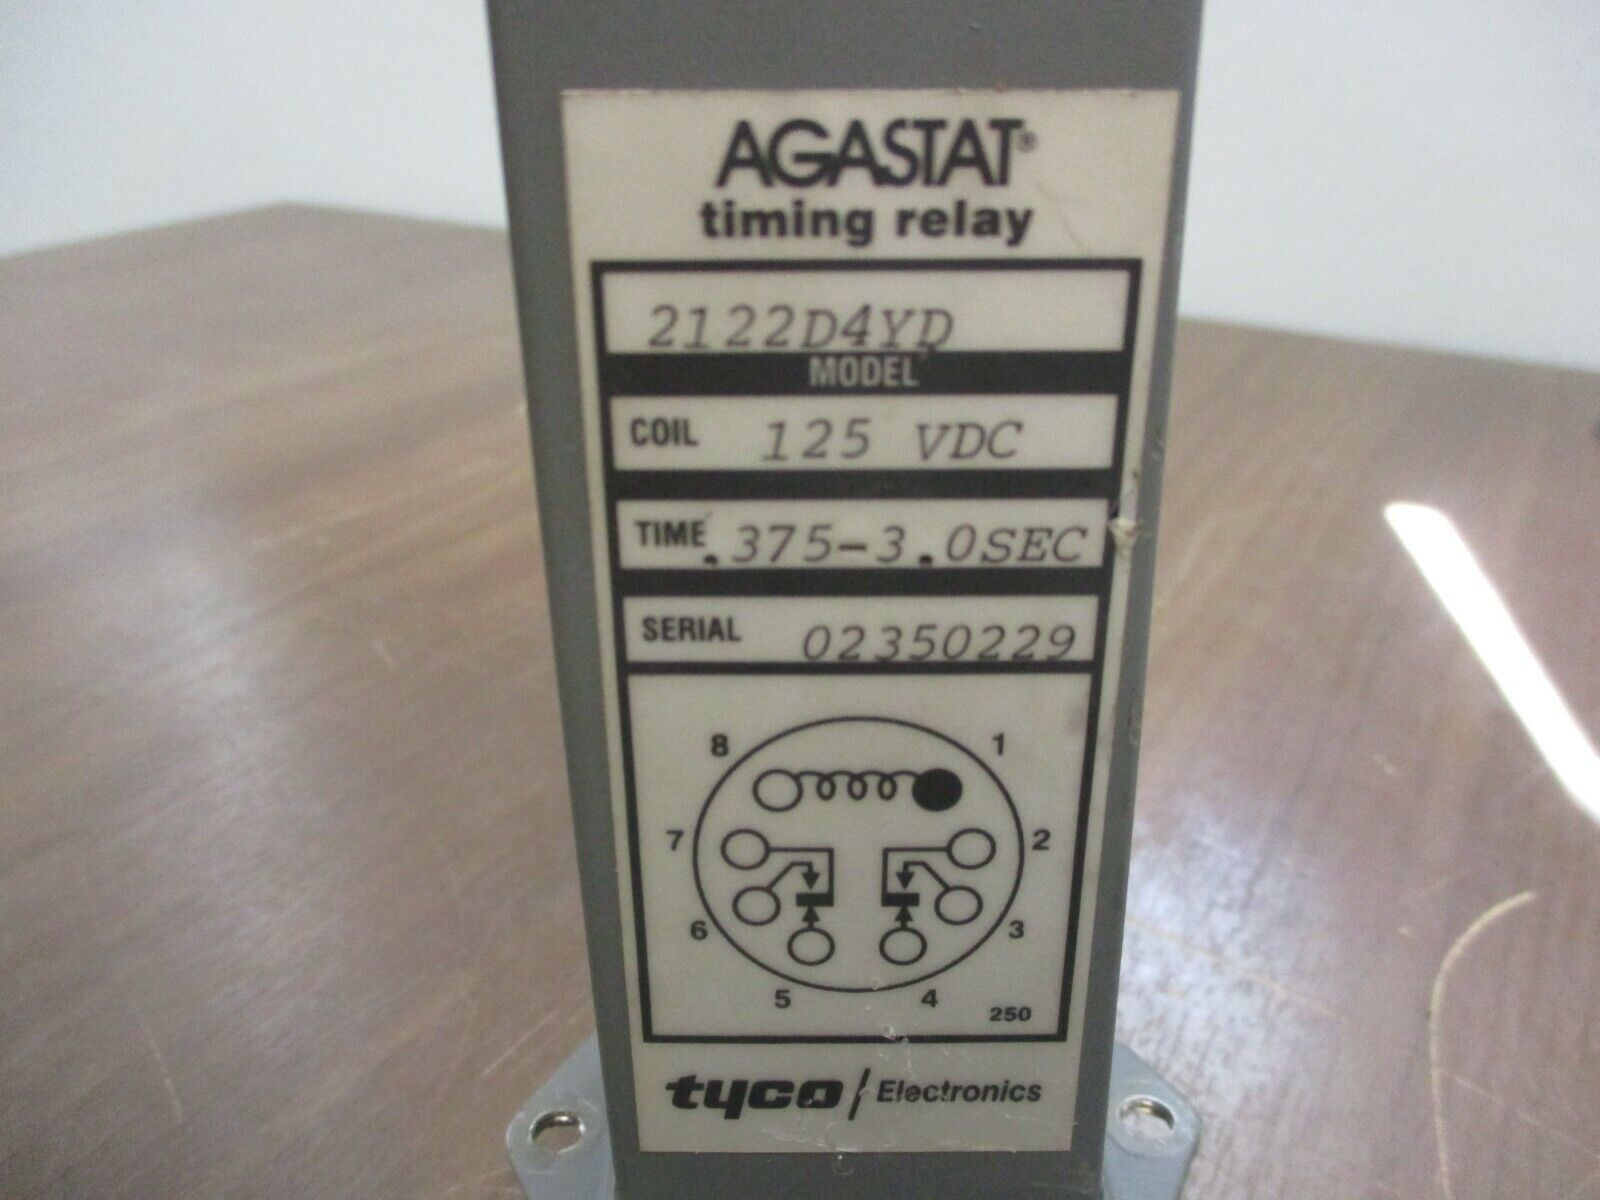 AGASTAT®
timing relay
2122D4YD
MODEL
COIL 125 VDC
TIME .375-3.0SEC
SERIAL 02350229
8 1
7 2
6 3
5 4
250
tyco / Electronics